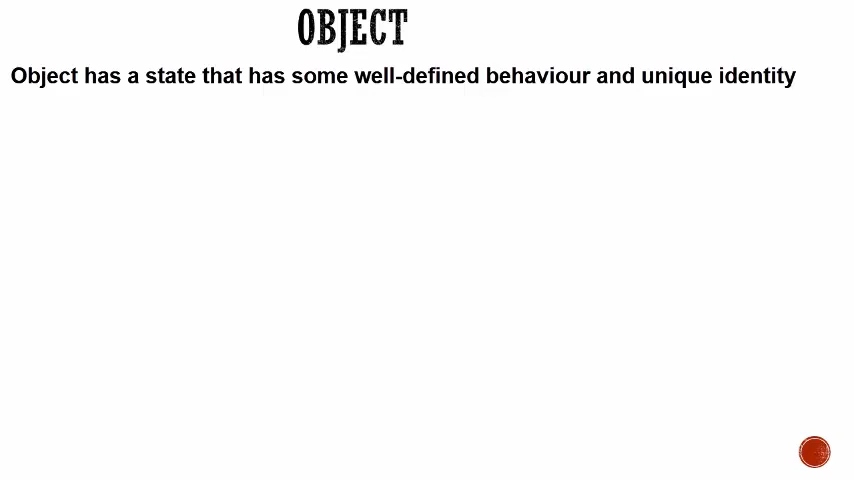 OBJECT
Object has a state that has some well-defined behaviour and unique identity